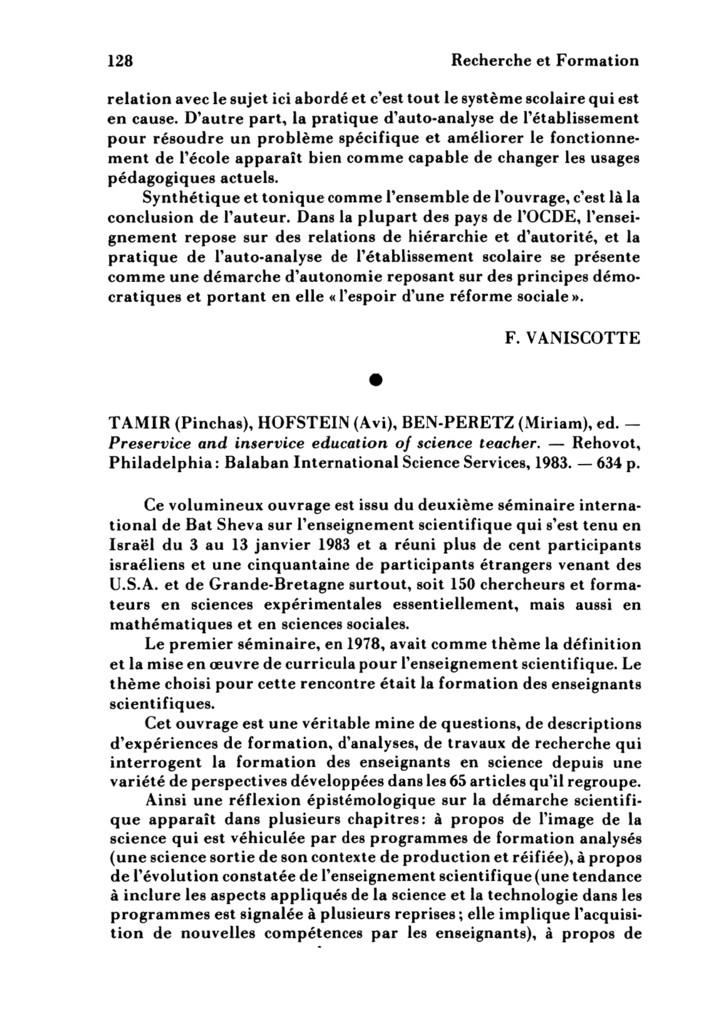 128 Recherche et Formation
relation avec le sujet ici abordé et c'est tout le système scolaire qui est
en cause. D'autre part, la pratique d'auto-analyse de l'établissement
pour résoudre un problème spécifique et améliorer le fonctionne-
ment de l'école apparaît bien comme capable de changer les usages
pédagogiques actuels.
Synthétique et tonique comme l'ensemble de l'ouvrage, c'est là la
conclusion de l'auteur. Dans la plupart des pays de l'OCDE, l'ensei-
gnement repose sur des relations de hiérarchie et d'autorité, et la
pratique de l'auto-analyse de l'établissement scolaire se présente
comme une démarche d'autonomie reposant sur des principes démo-
cratiques et portant en elle « l'espoir d'une réforme sociale ».
F. VANISCOTTE
●
TAMIR (Pinchas), HOFSTEIN (Avi), BEN-PERETZ (Miriam), ed. —
Preservice and inservice education of science teacher. — Rehovot,
Philadelphia : Balaban International Science Services, 1983. — 634 p.
Ce volumineux ouvrage est issu du deuxième séminaire interna-
tional de Bat Sheva sur l'enseignement scientifique qui s'est tenu en
Israël du 3 au 13 janvier 1983 et a réuni plus de cent participants
israéliens et une cinquantaine de participants étrangers venant des
U.S.A. et de Grande-Bretagne surtout, soit 150 chercheurs et forma-
teurs en sciences expérimentales essentiellement, mais aussi en
mathématiques et en sciences sociales.
Le premier séminaire, en 1978, avait comme thème la définition
et la mise en œuvre de curricula pour l'enseignement scientifique. Le
thème choisi pour cette rencontre était la formation des enseignants
scientifiques.
Cet ouvrage est une véritable mine de questions, de descriptions
d'expériences de formation, d'analyses, de travaux de recherche qui
interrogent la formation des enseignants en science depuis une
variété de perspectives développées dans les 65 articles qu'il regroupe.
Ainsi une réflexion épistémologique sur la démarche scientifi-
que apparaît dans plusieurs chapitres : à propos de l'image de la
science qui est véhiculée par des programmes de formation analysés
(une science sortie de son contexte de production et réifiée), à propos
de l'évolution constatée de l'enseignement scientifique (une tendance
à inclure les aspects appliqués de la science et la technologie dans les
programmes est signalée à plusieurs reprises ; elle implique l'acquisi-
tion de nouvelles compétences par les enseignants), à propos de